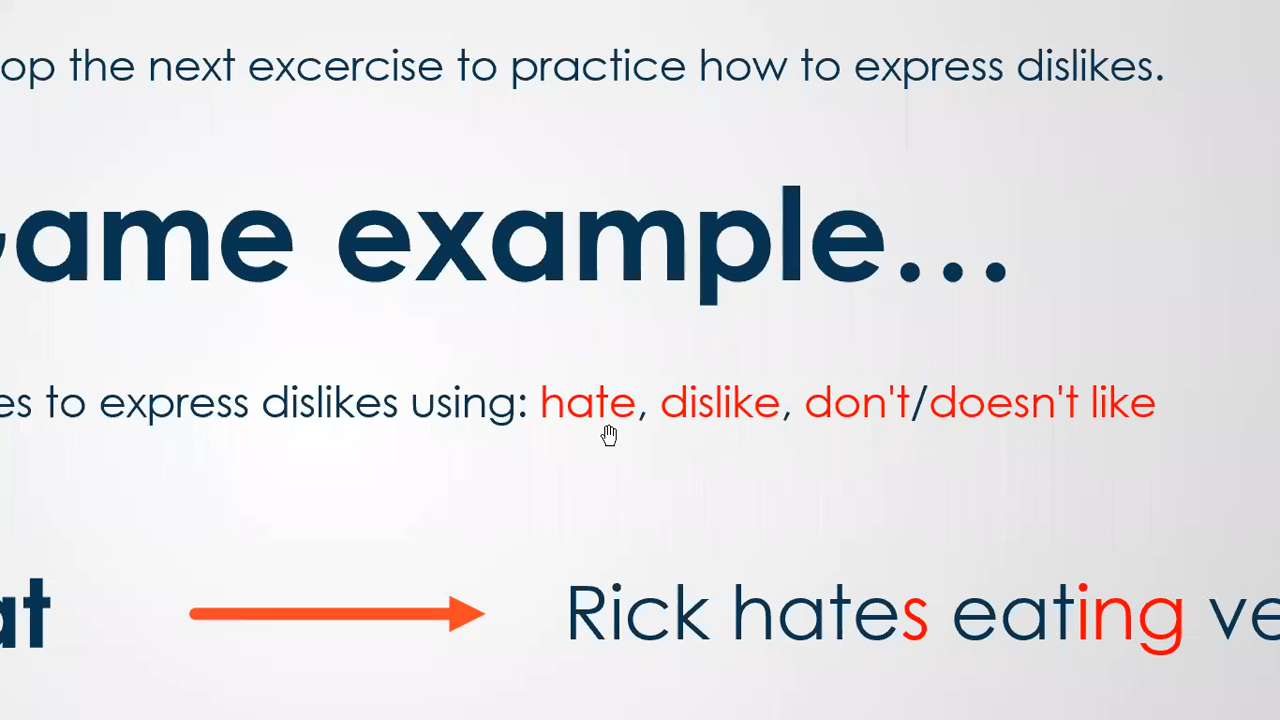 op the next excercise to practice how to express dislikes.
ame example...
es to express dislikes using: hate, dislike, don't/doesn't like
at
Rick hates eating ve